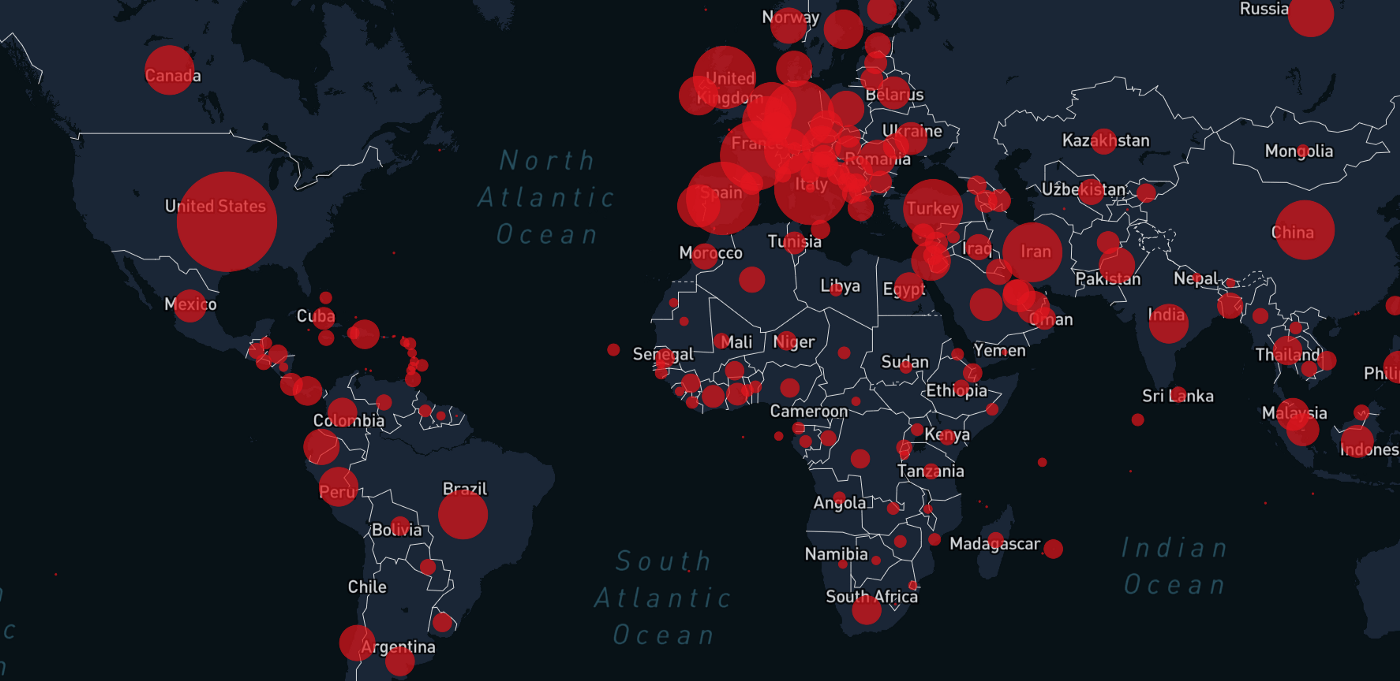 Norway
Russia
Canada
United
Kingdom
Belarus
Ukraine
Kazakhstan
Mongolia
North
Atlantic
Ocean
France
Romania
Italy
Spain
Uzbekistan
United States
Turkey
China
Morocco
Tunisia
Iraq
Iran
Pakistan
Nepal
Mexico
Cuba
Libya
Egypt
Oman
India
Senegal
Mali
Niger
Sudan
Yemen
Thailand
Phili
Ethiopia
Sri Lanka
Colombia
Cameroon
Kenya
Malaysia
Indones
Tanzania
Peru
Brazil
Angola
Bolivia
Namibia
Madagascar
Indian
Ocean
South
Atlantic
Ocean
Chile
South Africa
Argentina
c